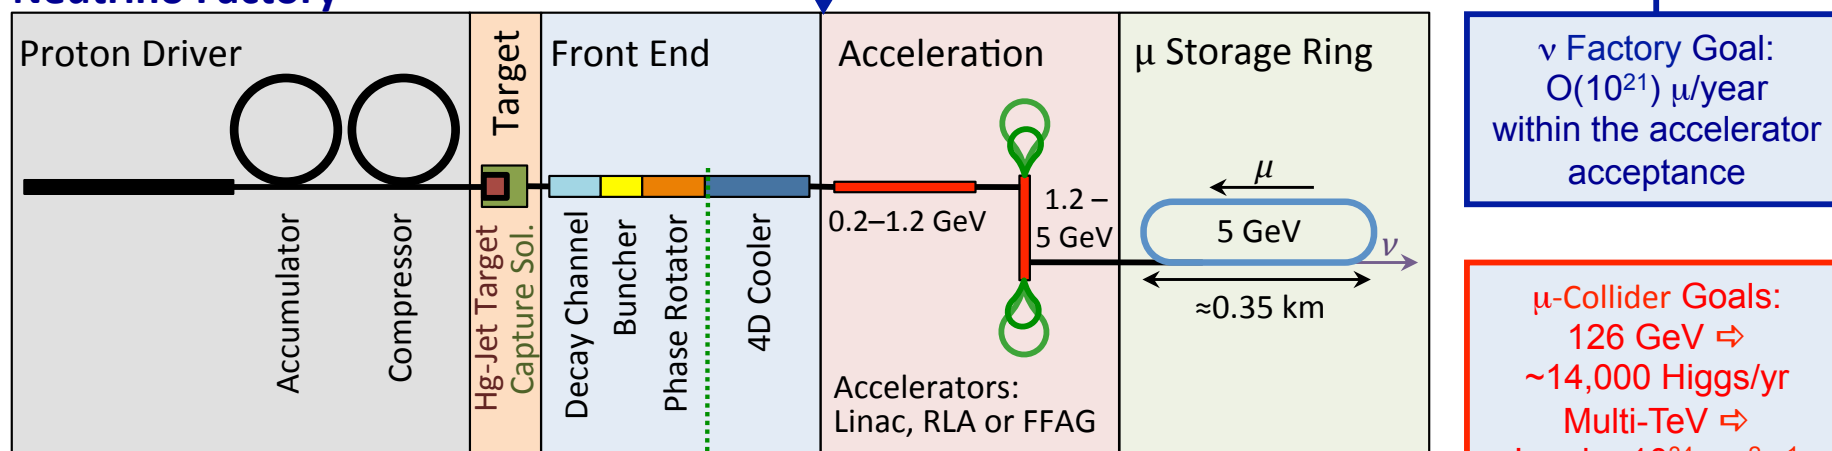 Neutrino Factory
Proton Driver
Accumulator
Compressor
Target
Hg-Jet Target
Capture Sol.
Front End
Decay Channel
Buncher
Phase Rotator
4D Cooler
Acceleration
0.2–1.2 GeV
1.2 –
5 GeV
Accelerators:
Linac, RLA or FFAG
μ Storage Ring
μ
5 GeV
ν
≈0.35 km
ν Factory Goal:
O(10²¹) μ/year
within the accelerator
acceptance
μ-Collider Goals:
126 GeV ⇨
~14,000 Higgs/yr
Multi-TeV ⇨